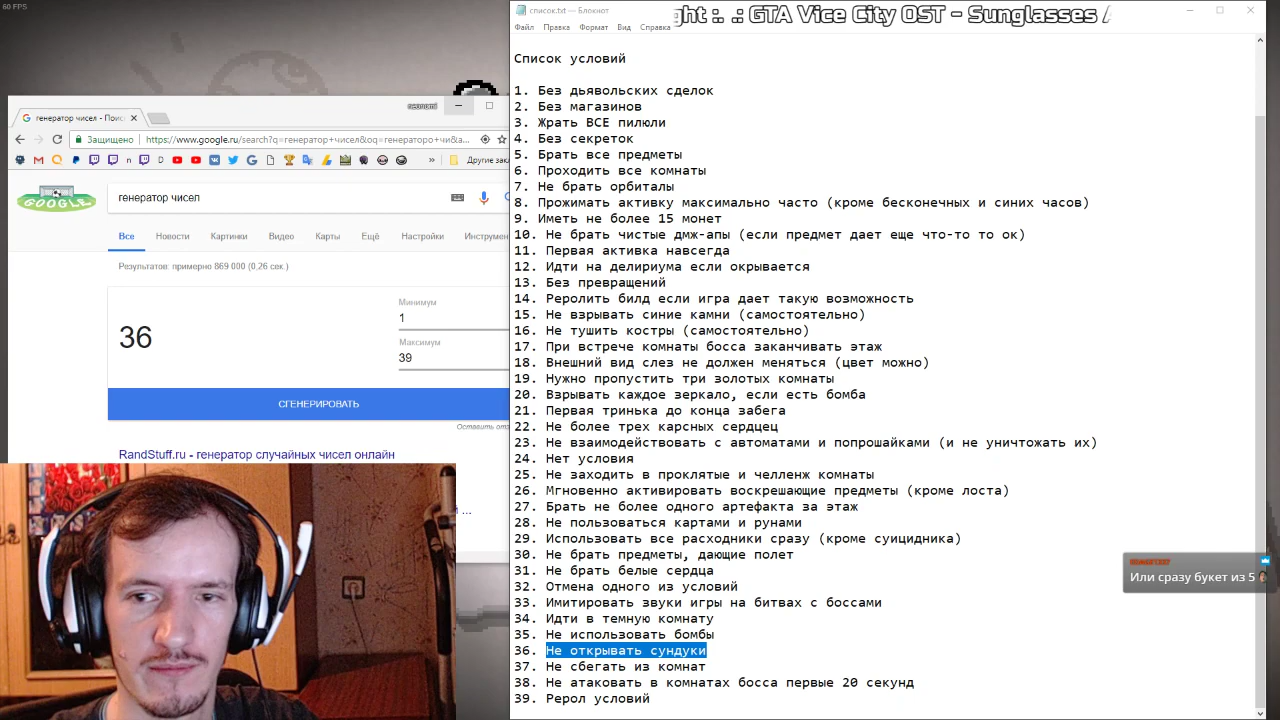 60 FPS
список.txt — Блокнот
ght :. .: GTA Vice City OST - Sunglasses
Файл Правка Формат Вид Справка
Список условий
1. Без дьявольских сделок
2. Без магазинов
3. Жрать ВСЕ пилюли
4. Без секреток
5. Брать все предметы
6. Проходить все комнаты
7. Не брать орбиталы
8. Прожимать активку максимально часто (кроме бесконечных и синих часов)
9. Иметь не более 15 монет
10. Не брать чистые дмж-апы (если предмет дает еще что-то то ок)
11. Первая активка навсегда
12. Идти на делириума если окрывается
13. Без превращений
14. Реролить билд если игра дает такую возможность
15. Не взрывать синие камни (самостоятельно)
16. Не тушить костры (самостоятельно)
17. При встрече комнаты босса заканчивать этаж
18. Внешний вид слез не должен меняться (цвет можно)
19. Нужно пропустить три золотых комнаты
20. Взрывать каждое зеркало, если есть бомба
21. Первая тринька до конца забега
22. Не более трех карсных сердцец
23. Не взаимодействовать с автоматами и попрошайками (и не уничтожать их)
24. Нет условия
25. Не заходить в проклятые и челленж комнаты
26. Мгновенно активировать воскрешающие предметы (кроме лоста)
27. Брать не более одного артефакта за этаж
28. Не пользоваться картами и рунами
29. Использовать все расходники сразу (кроме суицидника)
30. Не брать предметы, дающие полет
31. Не брать белые сердца
32. Отмена одного из условий
33. Имитировать звуки игры на битвах с боссами
34. Идти в темную комнату
35. Не использовать бомбы
36. Не открывать сундуки
37. Не сбегать из комнат
38. Не атаковать в комнатах босса первые 20 секунд
39. Рерол условий
генератор чисел - Поис
Защищено https://www.google.ru/search?q=генератор+чисел&oq=генераторо+чи&a...
Другие зак
GOOGLE
генератор чисел
Все Новости Картинки Видео Карты Ещё Настройки Инструмен
Результатов: примерно 869 000 (0,26 сек.)
Минимум
1
36
Максимум
39
СГЕНЕРИРОВАТЬ
Оставить отз
RandStuff.ru - генератор случайных чисел онлайн
Или сразу букет из 5